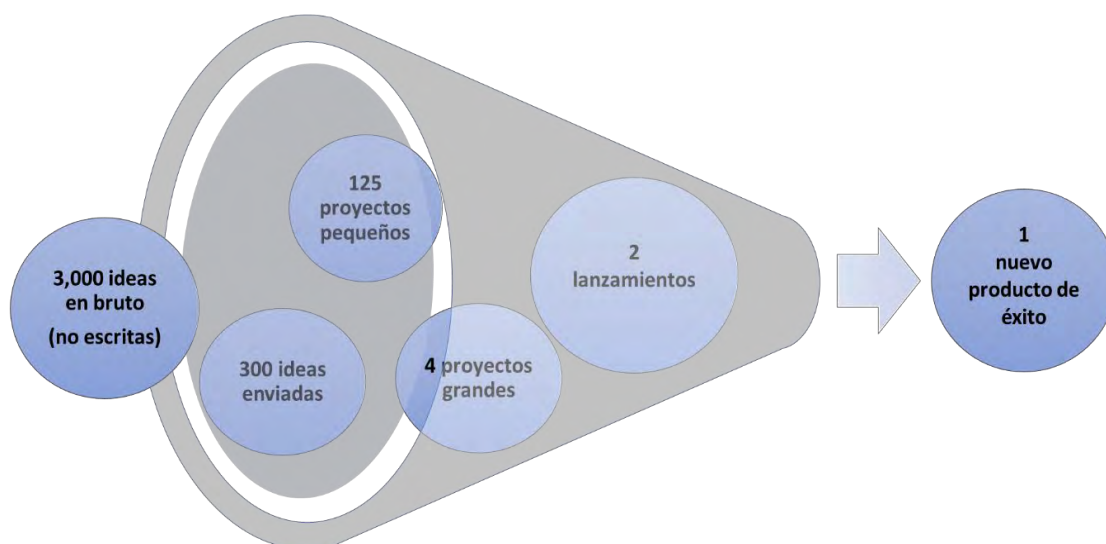 3,000 ideas
en bruto
(no escritas)
300 ideas
enviadas
125
proyectos
pequeños
4 proyectos
grandes
2
lanzamientos
1
nuevo
producto de
éxito